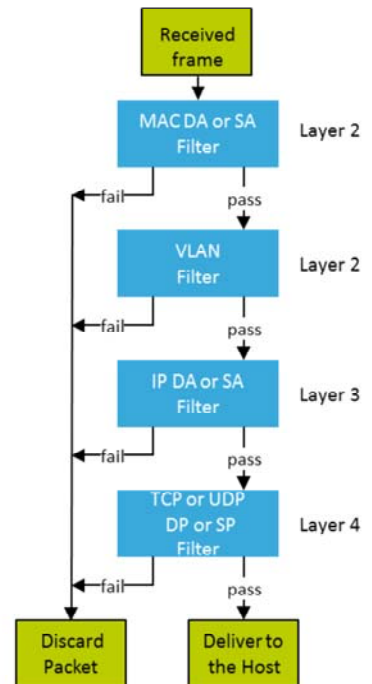 Received
frame
MAC DA or SA
Filter
Layer 2
fail
pass
VLAN
Filter
Layer 2
fail
pass
IP DA or SA
Filter
Layer 3
fail
pass
TCP or UDP
DP or SP
Filter
Layer 4
fail
pass
Discard
Packet
Deliver to
the Host